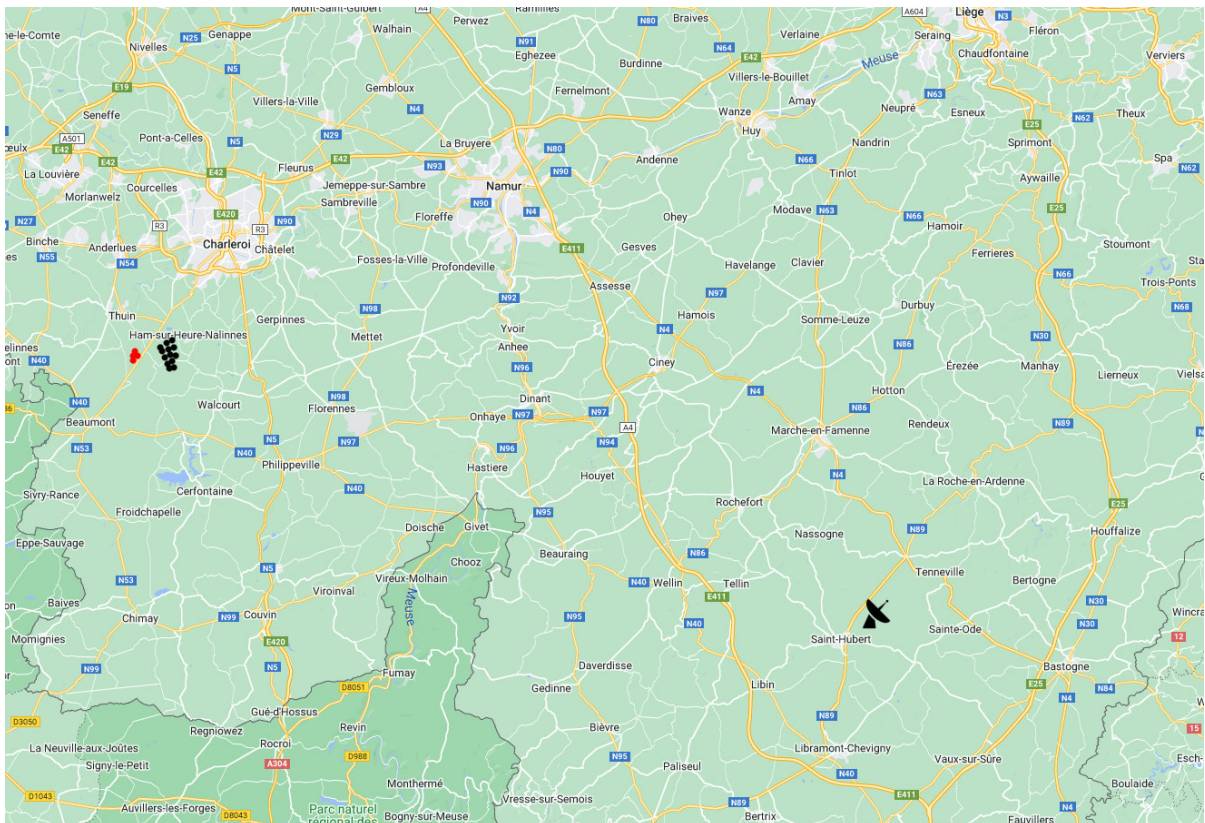 Mont-Saint-Guibert
A4
Perwez
Ramillies
N80
Braives
A604
Liège
N3
ne-le-Comte
N25
Genappe
Walhain
N91
Verlaine
Seraing
Fléron
Nivelles
N5
Eghezee
Burdinne
N64
E42
Meuse
Chaudfontaine
Verviers
E19
Villers-la-Ville
Gembloux
Fernelmont
Villers-le-Bouillet
Amay
Neupré
N63
Esneux
Theux
Seneffe
N4
Wanze
Huy
E25
N62
A501
Pont-a-Celles
N5
N29
La Bruyere
N80
Nandrin
Sprimont
E42
E42
E42
N93
N90
Andenne
N66
Spa
N62
La Louvière
E42
Fleurus
Tinlot
Aywaille
Morlanwelz
Courcelles
Jemeppe-sur-Sambre
Namur
Sambreville
N90
Modave
N63
E25
N27
R3
E420
R3
N90
Floreffe
N4
Ohey
N66
Hamoir
Binche
Anderlues
Charleroi
Châtelet
E411
Gesves
Stoumont
N55
N54
Fosses-la-Ville
Profondeville
Havelange
Clavier
Ferrieres
N66
Trois-Ponts
Assesse
N92
N97
Durbuy
N68
Thuin
Gerpinnes
N98
Yvoir
Hamois
Somme-Leuze
N30
Ham-sur-Heure-Nalinnes
Mettet
Anhee
N4
N86
N40
N96
Ciney
Érezée
Manhay
Lierneux
Vielsa
N40
N98
N4
Hotton
Walcourt
Florennes
Dinant
N86
Beaumont
Onhaye
N97
N97
Rendeux
N89
N5
N97
A4
Marche-en-Famenne
N53
N40
Philippeville
N96
N94
N4
Hastiere
Houyet
La Roche-en-Ardenne
Sivry-Rance
Cerfontaine
N40
Rochefort
E25
Froidchapelle
N95
N89
Doische
Givet
Nassogne
Houffalize
Eppe-Sauvage
Beauraing
N86
Chooz
N5
Tenneville
Bertogne
Vireux-Molhain
N40
Wellin
Tellin
N53
Viroinval
E411
N30
Baives
Chimay
N99
Couvin
Meuse
N95
N40
Sainte-Ode
N30
Momignies
E420
Saint-Hubert
12
N99
N5
Fumay
Daverdisse
Bastogne
D8051
Gedinne
Libin
E25
N84
N4
D3050
Gué-d'Hossus
N89
Regniowez
Revin
Bièvre
15
La Neuville-aux-Joûtes
Rocroi
D988
N95
Libramont-Chevigny
Signy-le-Petit
A304
Paliseul
Vaux-sur-Sûre
N40
Monthermé
Boulaide
D1043
Vresse-sur-Semois
N89
E411
N4
Auvillers-les-Forges
D8043
Parc naturel
régional des
Bogny-sur-Meuse
Bertrix
Fauvillers